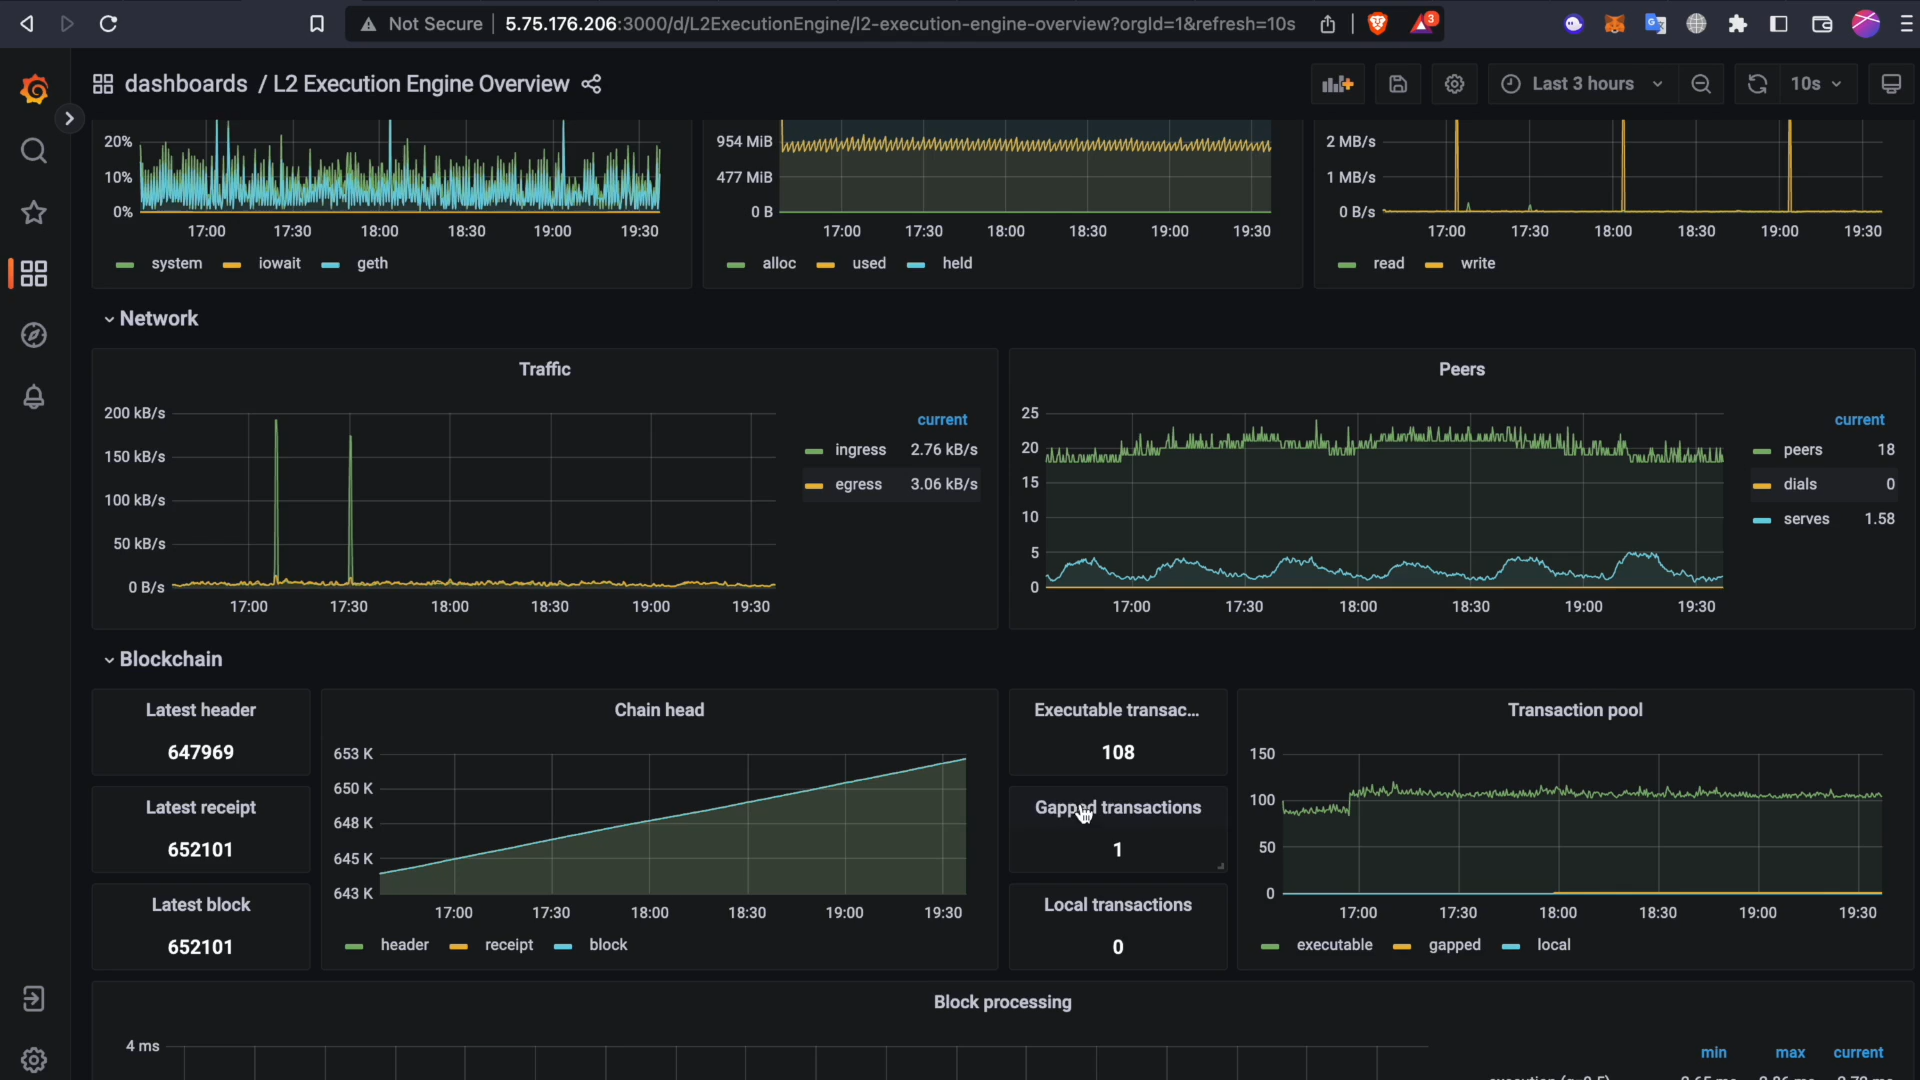 Not Secure 5.75.176.206:3000/d/L2ExecutionEngine/l2-execution-engine-overview?orgId=1&refresh=10s 3
dashboards / L2 Execution Engine Overview Last 3 hours 10s
20%
10%
0%
17:00 17:30 18:00 18:30 19:00 19:30
system iowait geth
954 MiB
477 MiB
0 B
17:00 17:30 18:00 18:30 19:00 19:30
alloc used held
2 MB/s
1 MB/s
0 B/s
17:00 17:30 18:00 18:30 19:00 19:30
read write
Network
Traffic
200 kB/s
150 kB/s
100 kB/s
50 kB/s
0 B/s
17:00 17:30 18:00 18:30 19:00 19:30
current
ingress 2.76 kB/s
egress 3.06 kB/s
Peers
25
20
15
10
5
0
17:00 17:30 18:00 18:30 19:00 19:30
current
peers 18
dials 0
serves 1.58
Blockchain
Latest header
647969
Latest receipt
652101
Latest block
652101
Chain head
653 K
650 K
648 K
645 K
643 K
17:00 17:30 18:00 18:30 19:00 19:30
header receipt block
Executable transac...
108
Gapped transactions
1
Local transactions
0
Transaction pool
150
100
50
0
17:00 17:30 18:00 18:30 19:00 19:30
executable gapped local
Block processing
4 ms
min max current